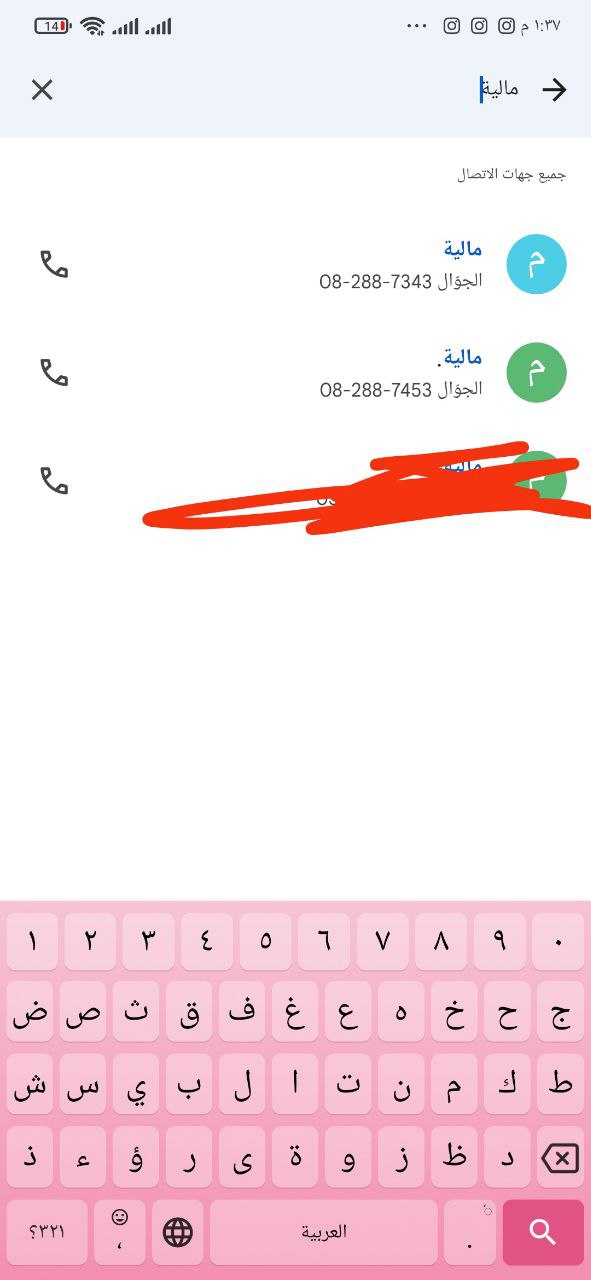 14
١:٣٧ م
مالية
جميع جهات الاتصال
م
مالية
الجوّال 08-288-7343
م
مالية.
الجوّال 08-288-7453
١ ٢ ٣ ٤ ٥ ٦ ٧ ٨ ٩ ٠
ض ص ث ق ف غ ع ه خ ح ج
ش س ي ب ل ا ت ن م ك ط
ذ ء ؤ ر ى ة و ز ظ د
٣٢١؟ ، العربية .